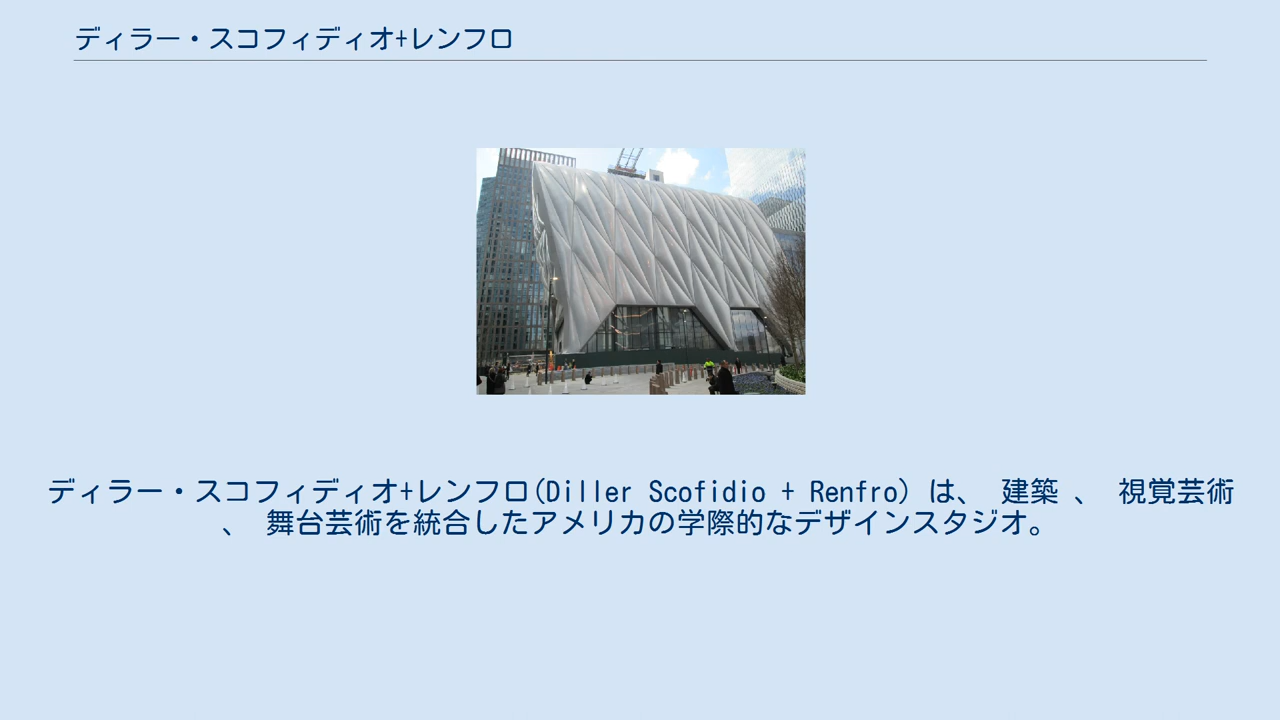 ディラー・スコフィディオ+レンフロ
ディラー・スコフィディオ+レンフロ(Diller Scofidio + Renfro) は、 建築 、 視覚芸術
、 舞台芸術を統合したアメリカの学際的なデザインスタジオ。